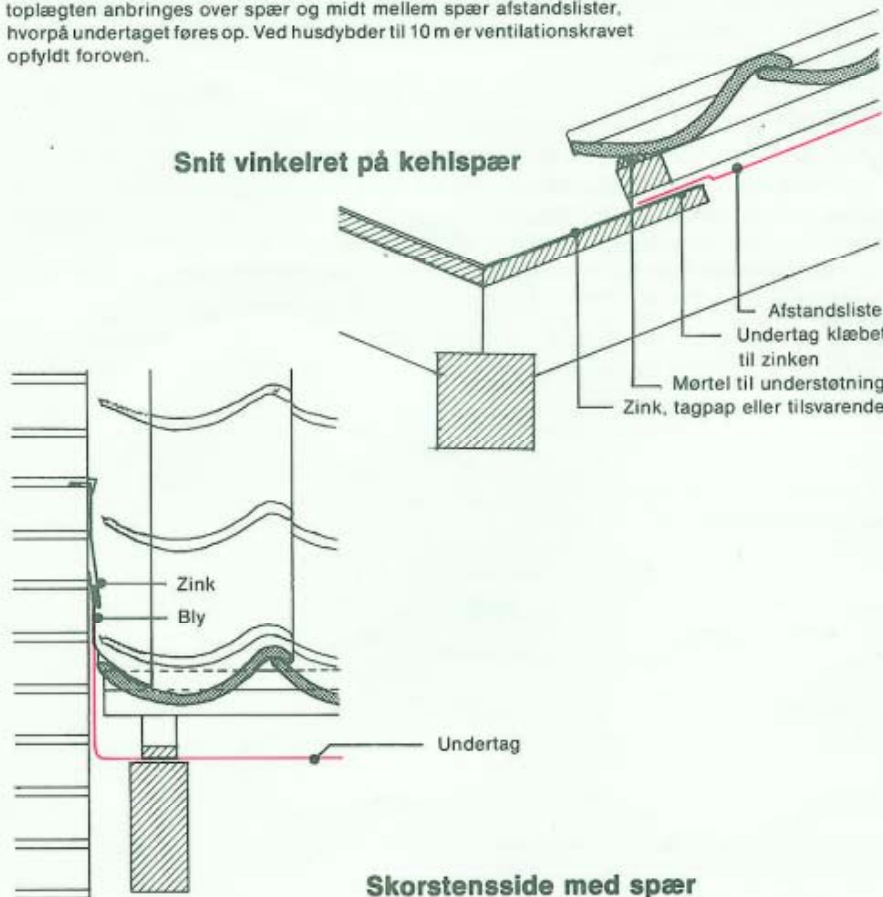 toplægten anbringes over spær og midt mellem spær afstandslister,
hvorpå undertaget føres op. Ved husdybder til 10 m er ventilationskravet
opfyldt foroven.
Snit vinkelret på kehlspær
Afstandsliste
Undertag klæbet
til zinken
Mørtel til understøtning
Zink, tagpap eller tilsvarende
Zink
Bly
Undertag
Skorstensside med spær